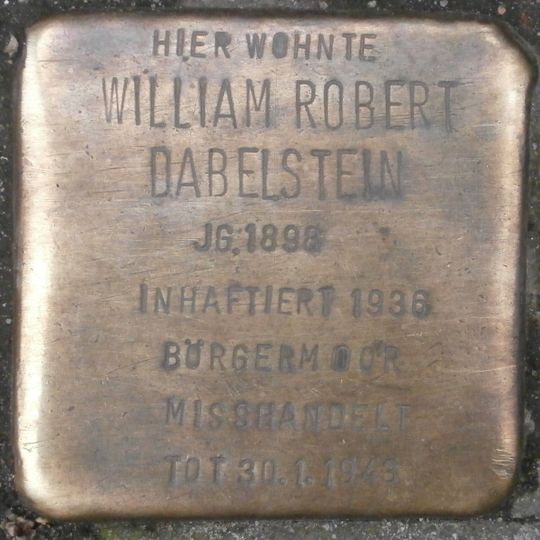 HIER WOHNTE
WILLIAM ROBERT
DABELSTEIN
JG. 1898
INHAFTIERT 1936
BÖRGERMOOR
MISSHANDELT
TOT 30.1.1943